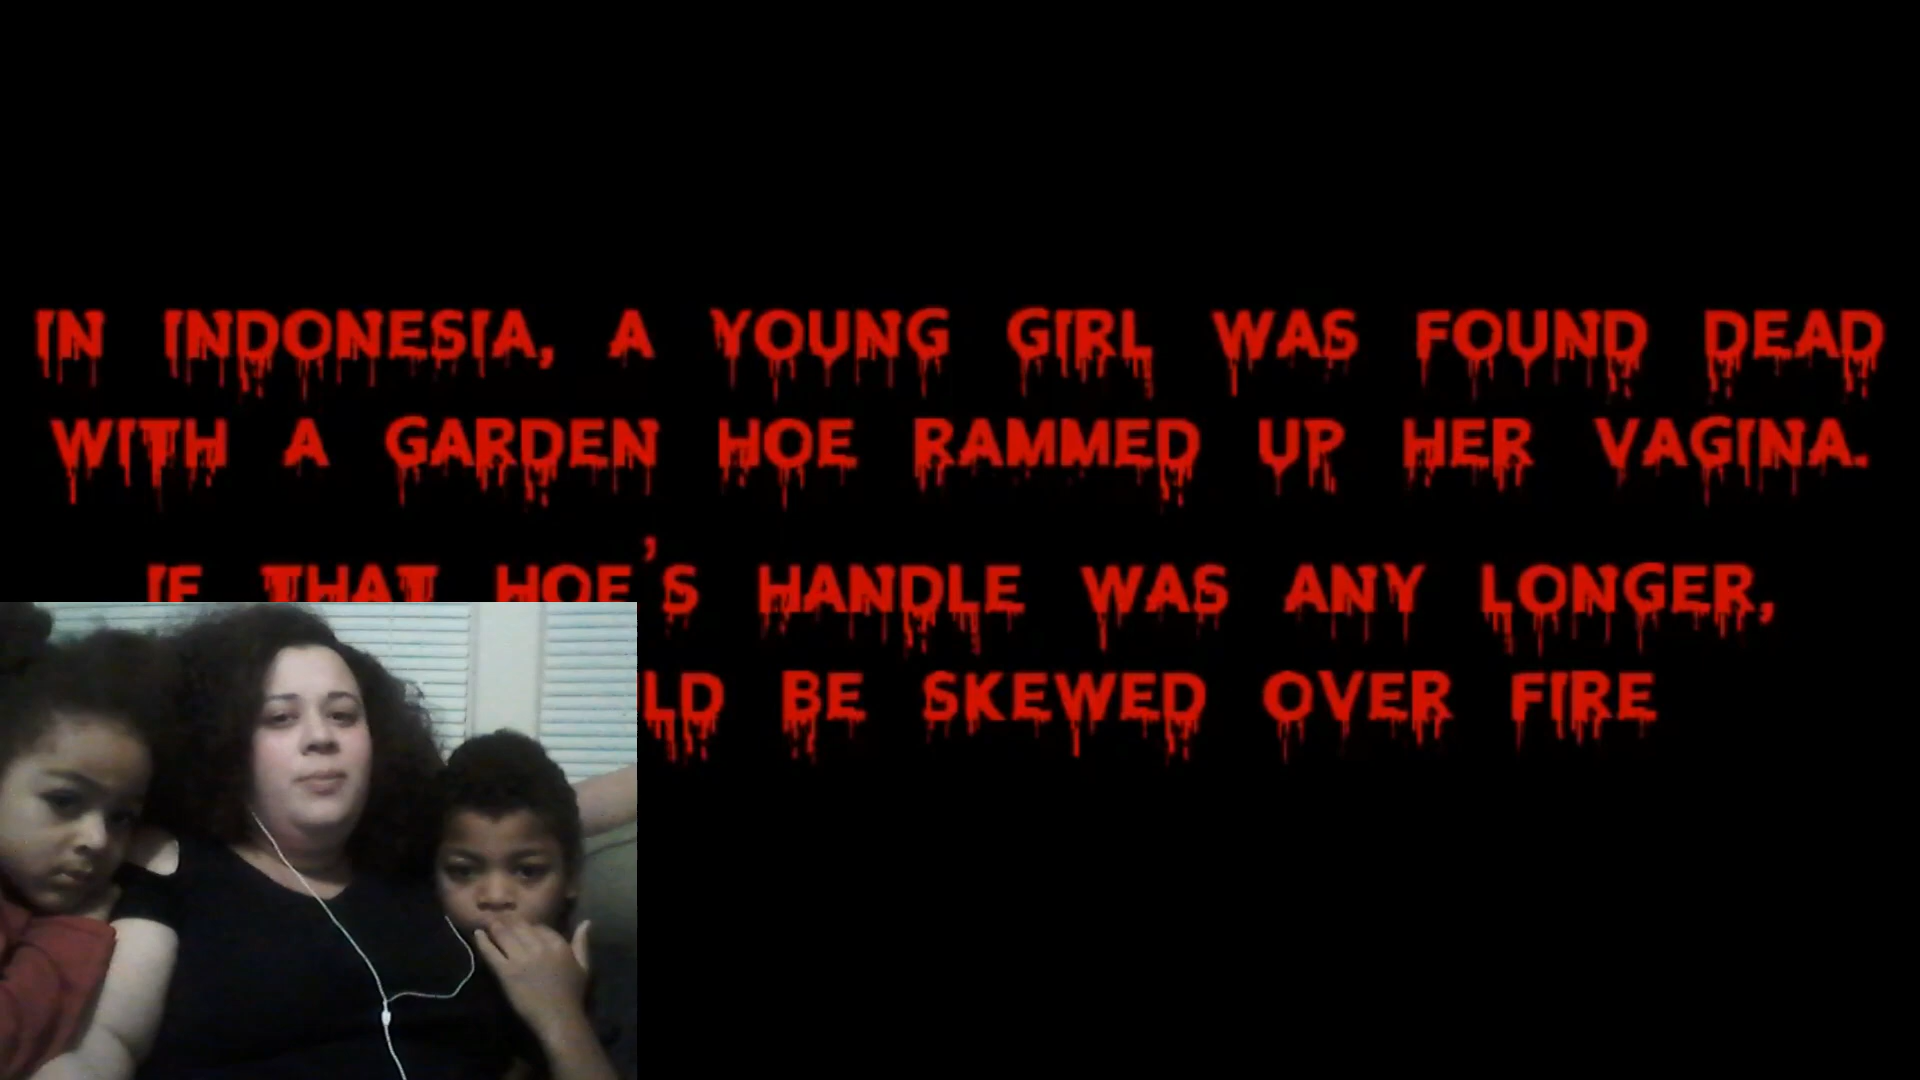 IN INDONESIA, A YOUNG GIRL WAS FOUND DEAD
WITH A GARDEN HOE RAMMED UP HER VAGINA.
IF THAT HOE'S HANDLE WAS ANY LONGER,
BE SKEWED OVER FIRE